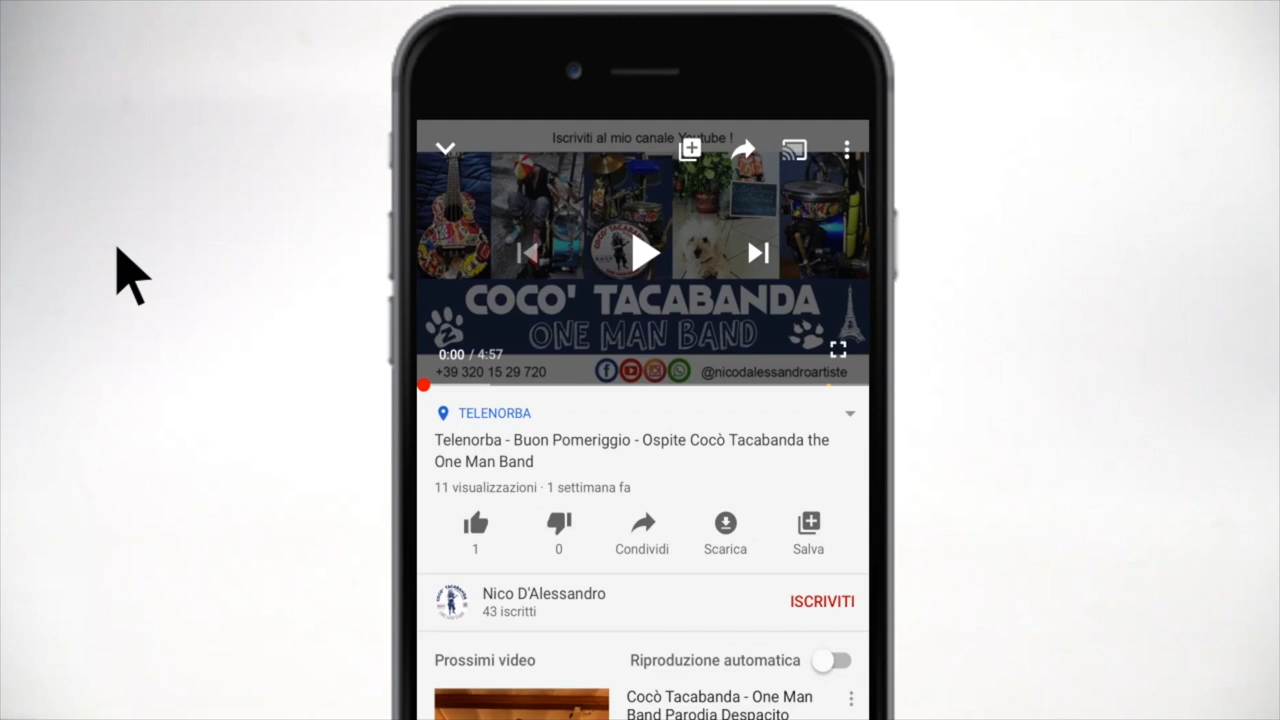 Iscriviti al mio canale Youtube !
COCO' TACABANDA
ONE MAN BAND
0:00 / 4:57
+39 320 15 29 720
@nicodalessandroartiste
TELENORBA
Telenorba - Buon Pomeriggio - Ospite Cocò Tacabanda the
One Man Band
11 visualizzazioni · 1 settimana fa
1
0
Condividi
Scarica
Salva
Nico D'Alessandro
43 iscritti
ISCRIVITI
Prossimi video
Riproduzione automatica
Cocò Tacabanda - One Man
Band Parodia Despacito